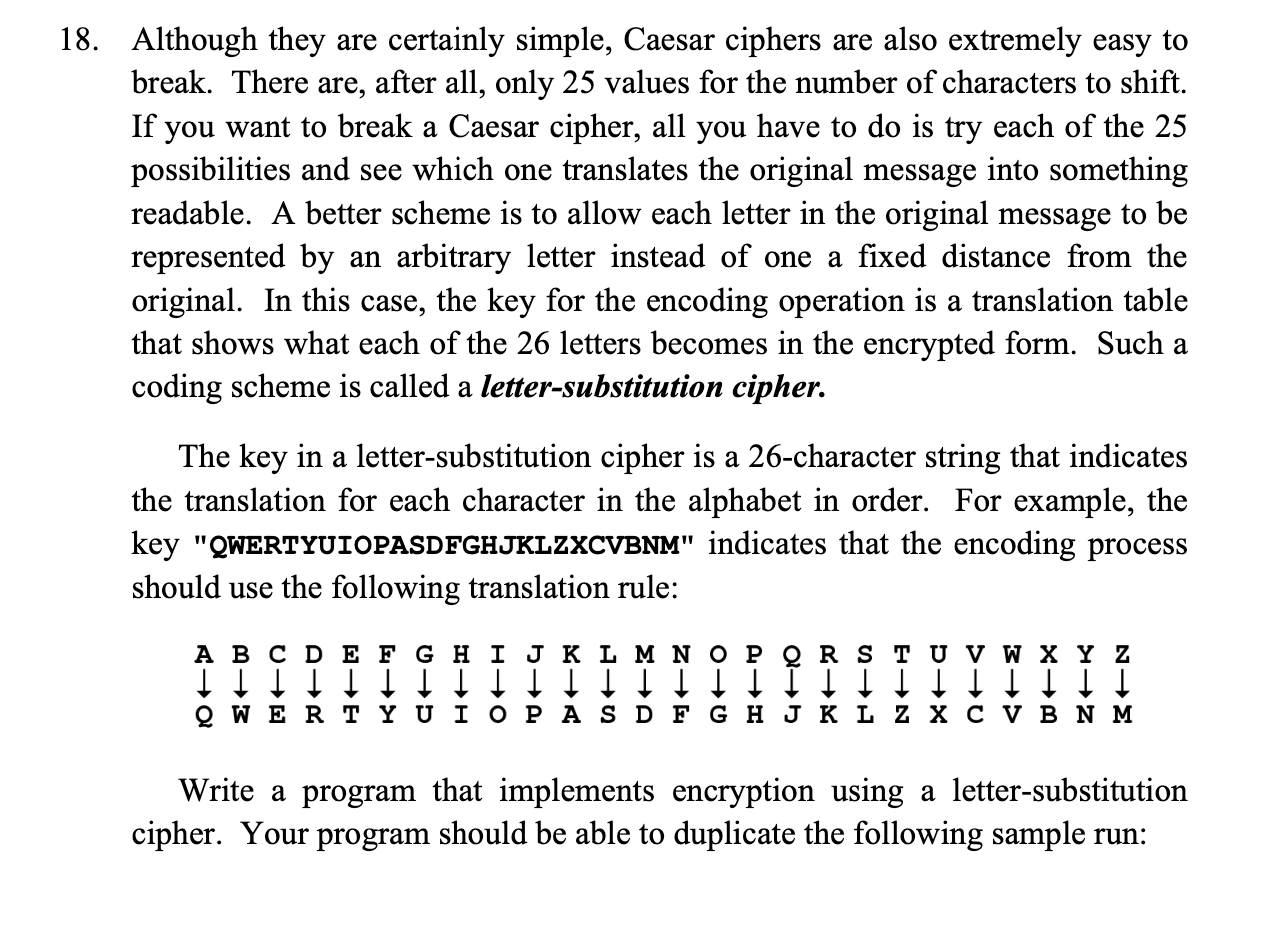 18. Although they are certainly simple, Caesar ciphers are also extremely easy to
break. There are, after all, only 25 values for the number of characters to shift.
If you want to break a Caesar cipher, all you have to do is try each of the 25
possibilities and see which one translates the original message into something
readable. A better scheme is to allow each letter in the original message to be
represented by an arbitrary letter instead of one a fixed distance from the
original. In this case, the key for the encoding operation is a translation table
that shows what each of the 26 letters becomes in the encrypted form. Such a
coding scheme is called a letter-substitution cipher.
The key in a letter-substitution cipher is a 26-character string that indicates
the translation for each character in the alphabet in order. For example, the
key "QWERTYUIOPASDFGHJKLZXCVBNM" indicates that the encoding process
should use the following translation rule:
A B C D E F G H I J K L M N O P Q R S T U V W X Y Z
↓ ↓ ↓ ↓ ↓ ↓ ↓ ↓ ↓ ↓ ↓ ↓ ↓ ↓ ↓ ↓ ↓ ↓ ↓ ↓ ↓ ↓ ↓ ↓ ↓ ↓
Q W E R T Y U I O P A S D F G H J K L Z X C V B N M
Write a program that implements encryption using a letter-substitution
cipher. Your program should be able to duplicate the following sample run: